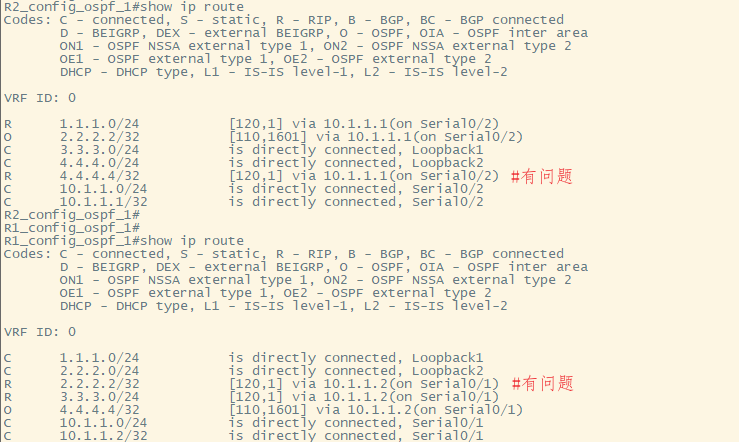 R2_config_ospf_1#show ip route
Codes: C - connected, S - static, R - RIP, B - BGP, BC - BGP connected
D - BEIGRP, DEX - external BEIGRP, O - OSPF, OIA - OSPF inter area
ON1 - OSPF NSSA external type 1, ON2 - OSPF NSSA external type 2
OE1 - OSPF external type 1, OE2 - OSPF external type 2
DHCP - DHCP type, L1 - IS-IS level-1, L2 - IS-IS level-2
VRF ID: 0
R 1.1.1.0/24 [120,1] via 10.1.1.1(on Serial0/2)
O 2.2.2.2/32 [110,1601] via 10.1.1.1(on Serial0/2)
C 3.3.3.0/24 is directly connected, Loopback1
C 4.4.4.0/24 is directly connected, Loopback2
R 4.4.4.4/32 [120,1] via 10.1.1.1(on Serial0/2) #有问题
C 10.1.1.0/24 is directly connected, Serial0/2
C 10.1.1.1/32 is directly connected, Serial0/2
R2_config_ospf_1#
R1_config_ospf_1#
R1_config_ospf_1#show ip route
Codes: C - connected, S - static, R - RIP, B - BGP, BC - BGP connected
D - BEIGRP, DEX - external BEIGRP, O - OSPF, OIA - OSPF inter area
ON1 - OSPF NSSA external type 1, ON2 - OSPF NSSA external type 2
OE1 - OSPF external type 1, OE2 - OSPF external type 2
DHCP - DHCP type, L1 - IS-IS level-1, L2 - IS-IS level-2
VRF ID: 0
C 1.1.1.0/24 is directly connected, Loopback1
C 2.2.2.0/24 is directly connected, Loopback2
R 2.2.2.2/32 [120,1] via 10.1.1.2(on Serial0/1) #有问题
R 3.3.3.0/24 [120,1] via 10.1.1.2(on Serial0/1)
O 4.4.4.4/32 [110,1601] via 10.1.1.2(on Serial0/1)
C 10.1.1.0/24 is directly connected, Serial0/1
C 10.1.1.2/32 is directly connected, Serial0/1